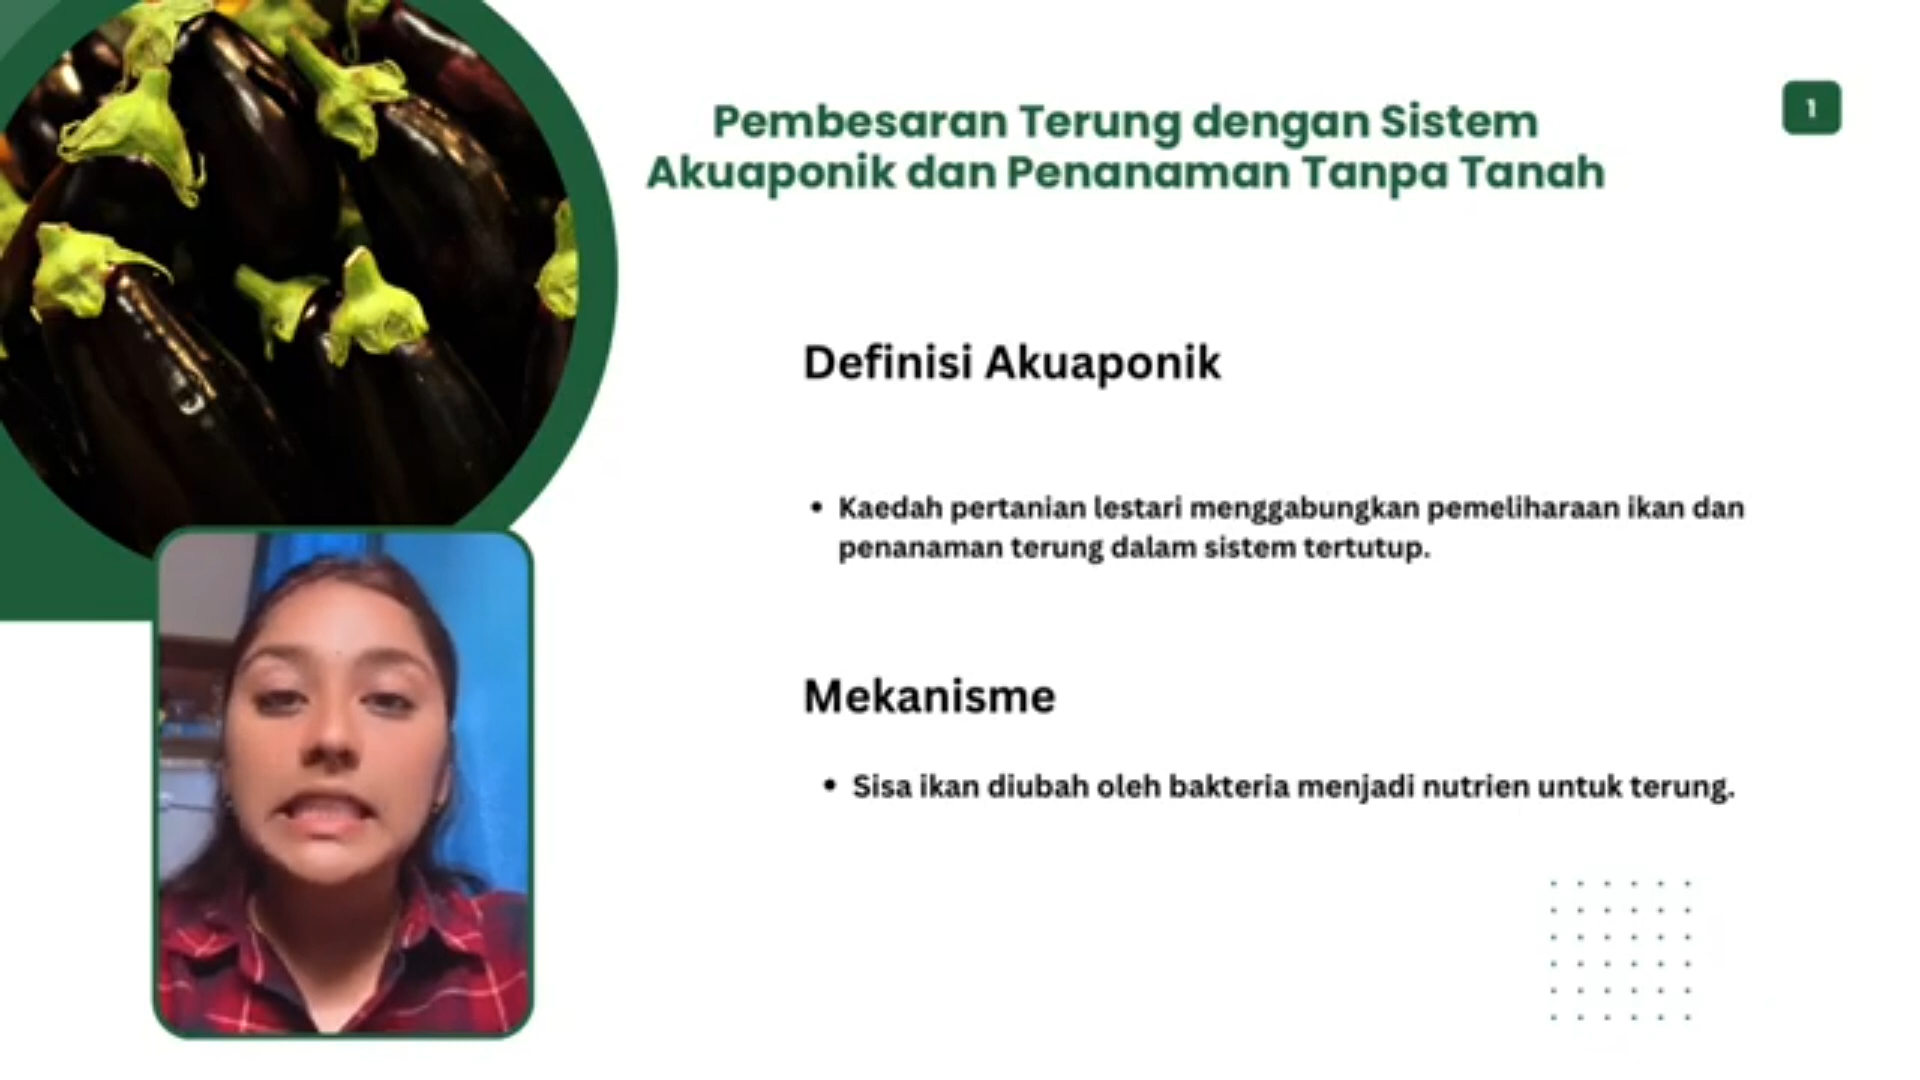 Pembesaran Terung dengan Sistem
Akuaponik dan Penanaman Tanpa Tanah
1
Definisi Akuaponik
• Kaedah pertanian lestari menggabungkan pemeliharaan ikan dan
penanaman terung dalam sistem tertutup.
Mekanisme
• Sisa ikan diubah oleh bakteria menjadi nutrien untuk terung.